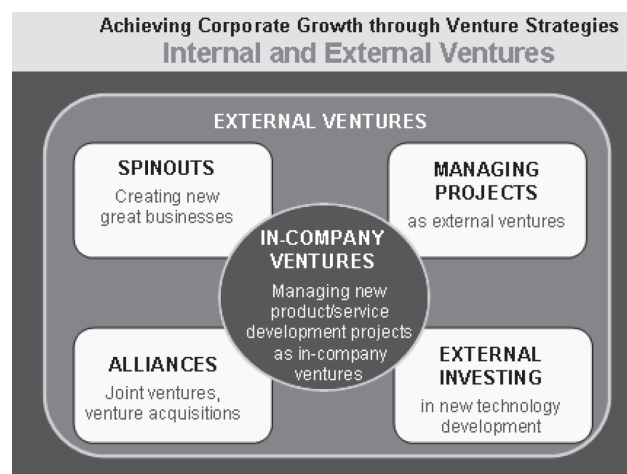 Achieving Corporate Growth through Venture Strategies
Internal and External Ventures
EXTERNAL VENTURES
SPINOUTS
Creating new
great businesses
MANAGING
PROJECTS
as external ventures
IN-COMPANY
VENTURES
Managing new
product/service
development projects
as in-company
ventures
ALLIANCES
Joint ventures,
venture acquisitions
EXTERNAL
INVESTING
in new technology
development